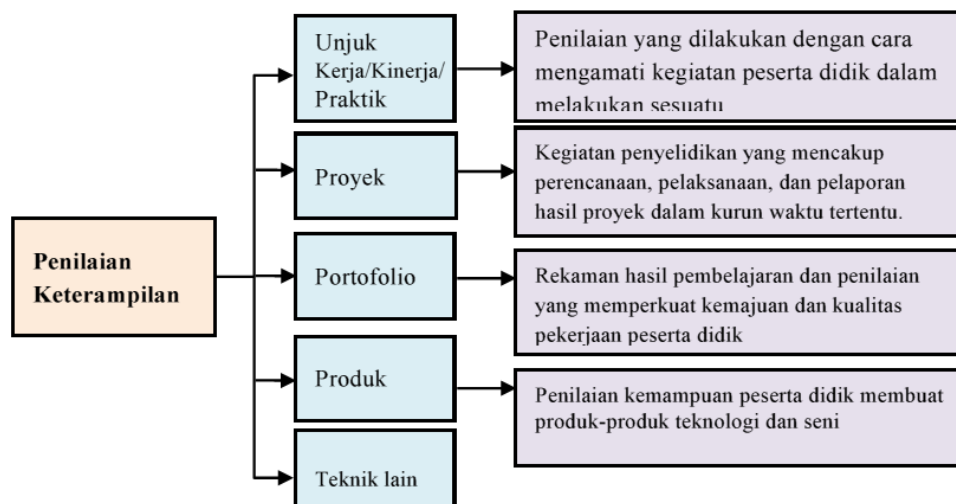 Penilaian
Keterampilan
Unjuk
Kerja/Kinerja/
Praktik
Penilaian yang dilakukan dengan cara
mengamati kegiatan peserta didik dalam
melakukan sesuatu
Proyek
Kegiatan penyelidikan yang mencakup
perencanaan, pelaksanaan, dan pelaporan
hasil proyek dalam kurun waktu tertentu.
Portofolio
Rekaman hasil pembelajaran dan penilaian
yang memperkuat kemajuan dan kualitas
pekerjaan peserta didik
Produk
Penilaian kemampuan peserta didik membuat
produk-produk teknologi dan seni
Teknik lain